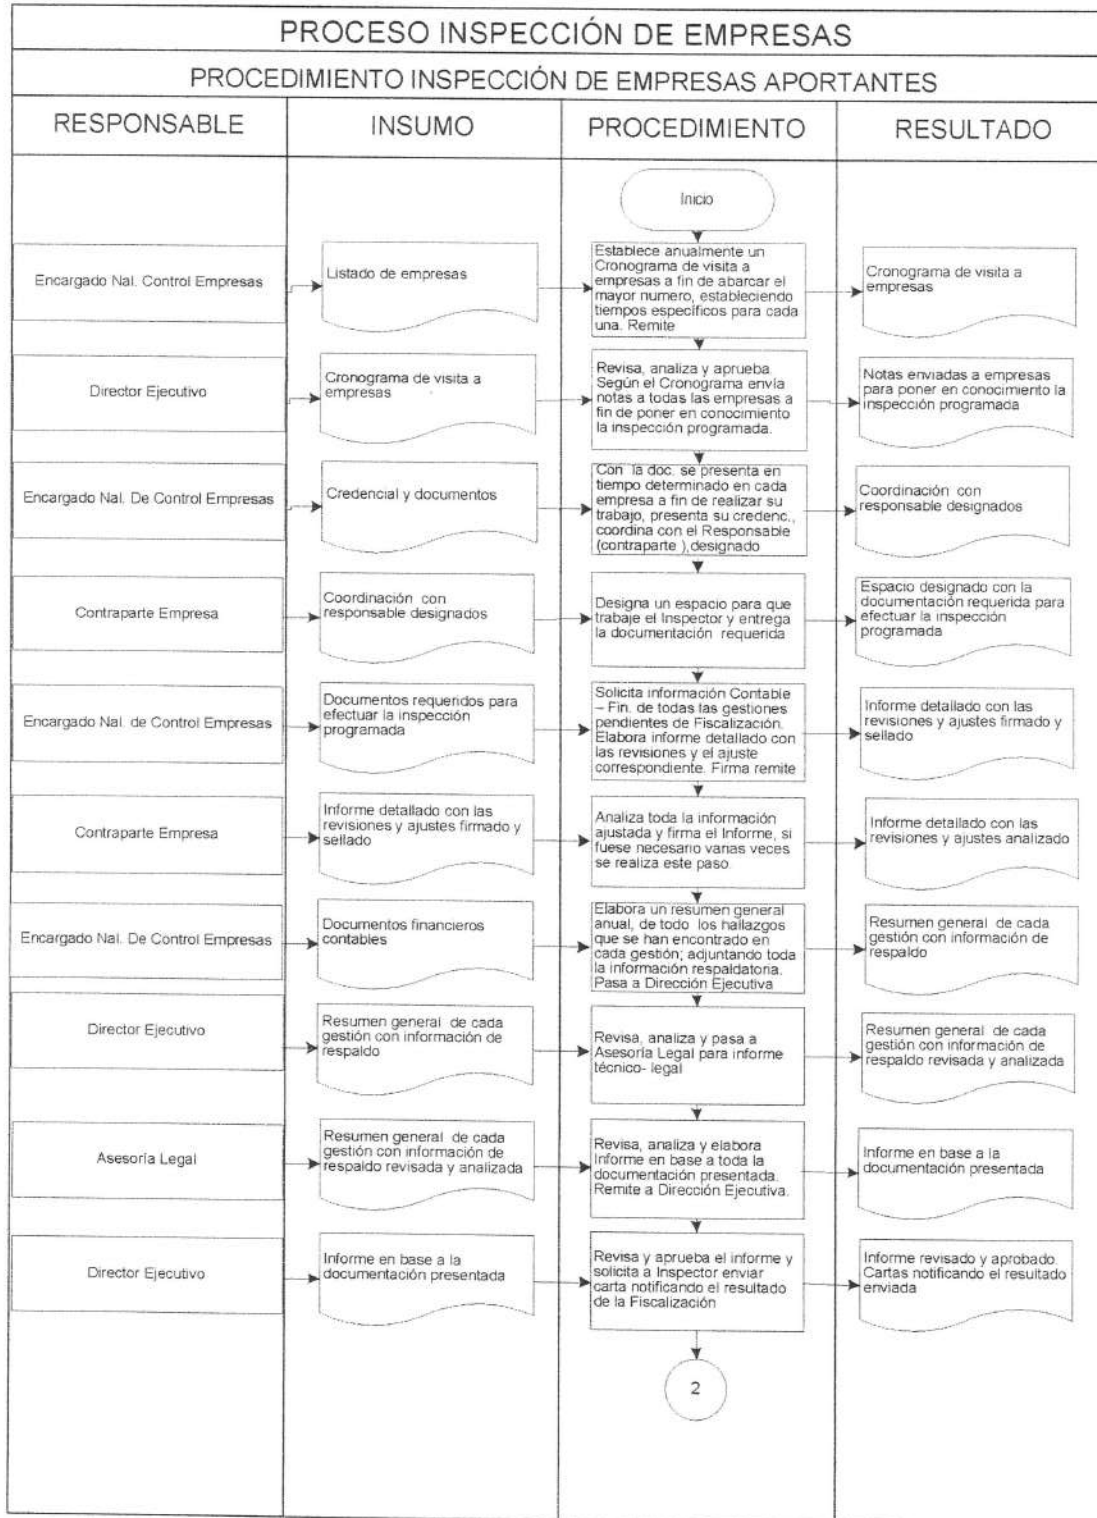 PROCESO INSPECCIÓN DE EMPRESAS
PROCEDIMIENTO INSPECCIÓN DE EMPRESAS APORTANTES
RESPONSABLE
INSUMO
PROCEDIMIENTO
RESULTADO
Inicio
Encargado Nal. Control Empresas
Listado de empresas
Establece anualmente un
Cronograma de visita a
empresas a fin de abarcar el
mayor numero, estableciendo
tiempos específicos para cada
una. Remite
Cronograma de visita a
empresas
Director Ejecutivo
Cronograma de visita a
empresas
Revisa, analiza y aprueba.
Según el Cronograma envía
notas a todas las empresas a
fin de poner en conocimiento
la inspección programada.
Notas enviadas a empresas
para poner en conocimiento la
inspección programada
Encargado Nal. De Control Empresas
Credencial y documentos
Con la doc. se presenta en
tiempo determinado en cada
empresa a fin de realizar su
trabajo, presenta su credenc.,
coordina con el Responsable
(contraparte ),designado
Coordinación con
responsable designados
Contraparte Empresa
Coordinación con
responsable designados
Designa un espacio para que
trabaje el Inspector y entrega
la documentación requerida
Espacio designado con la
documentación requerida para
efectuar la inspección
programada
Encargado Nal. de Control Empresas
Documentos requeridos para
efectuar la inspección
programada
Solicita información Contable
– Fin. de todas las gestiones
pendientes de Fiscalización.
Elabora informe detallado con
las revisiones y el ajuste
correspondiente. Firma remite
Informe detallado con las
revisiones y ajustes firmado y
sellado
Contraparte Empresa
Informe detallado con las
revisiones y ajustes firmado y
sellado
Analiza toda la información
ajustada y firma el Informe, si
fuese necesario varias veces
se realiza este paso.
Informe detallado con las
revisiones y ajustes analizado
Encargado Nal. De Control Empresas
Documentos financieros
contables
Elabora un resumen general
anual, de todo los hallazgos
que se han encontrado en
cada gestión; adjuntando toda
la información respaldatoria.
Pasa a Dirección Ejecutiva
Resumen general de cada
gestión con información de
respaldo
Director Ejecutivo
Resumen general de cada
gestión con información de
respaldo
Revisa, analiza y pasa a
Asesoría Legal para informe
técnico- legal
Resumen general de cada
gestión con información de
respaldo revisada y analizada
Asesoría Legal
Resumen general de cada
gestión con información de
respaldo revisada y analizada
Revisa, analiza y elabora
Informe en base a toda la
documentación presentada.
Remite a Dirección Ejecutiva.
Informe en base a la
documentación presentada
Director Ejecutivo
Informe en base a la
documentación presentada
Revisa y aprueba el informe y
solicita a Inspector enviar
carta notificando el resultado
de la Fiscalización
Informe revisado y aprobado.
Cartas notificando el resultado
enviada
2